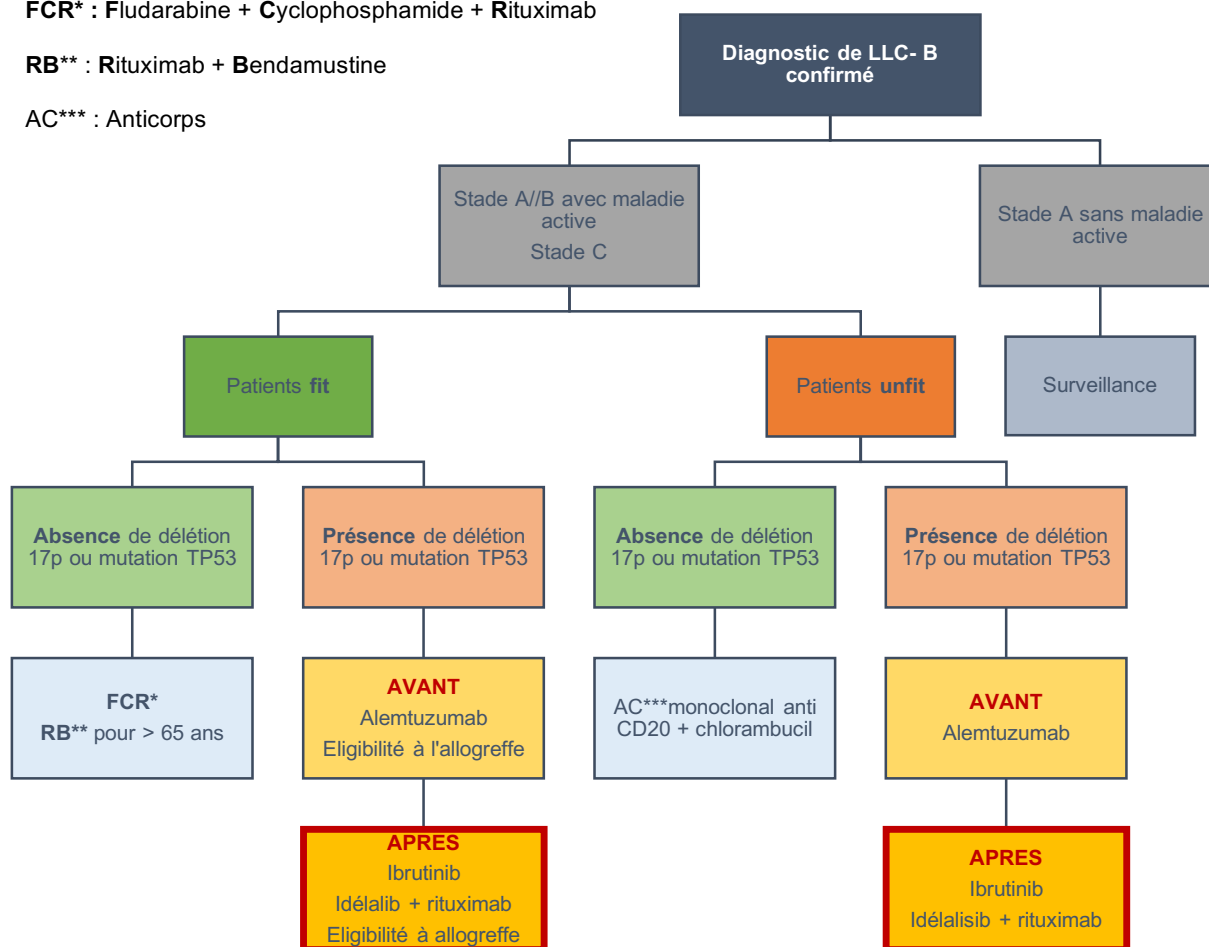 FCR* : Fludarabine + Cyclophosphamide + Rituximab
RB** : Rituximab + Bendamustine
AC*** : Anticorps
Diagnostic de LLC- B
confirmé
Stade A//B avec maladie
active
Stade C
Stade A sans maladie
active
Patients fit
Patients unfit
Surveillance
Absence de délétion
17p ou mutation TP53
Présence de délétion
17p ou mutation TP53
Absence de délétion
17p ou mutation TP53
Présence de délétion
17p ou mutation TP53
FCR*
RB** pour > 65 ans
AVANT
Alemtuzumab
Eligibilité à l'allogreffe
AC***monoclonal anti
CD20 + chlorambucil
AVANT
Alemtuzumab
APRES
Ibrutinib
Idélalib + rituximab
Eligibilité à allogreffe
APRES
Ibrutinib
Idélalisib + rituximab